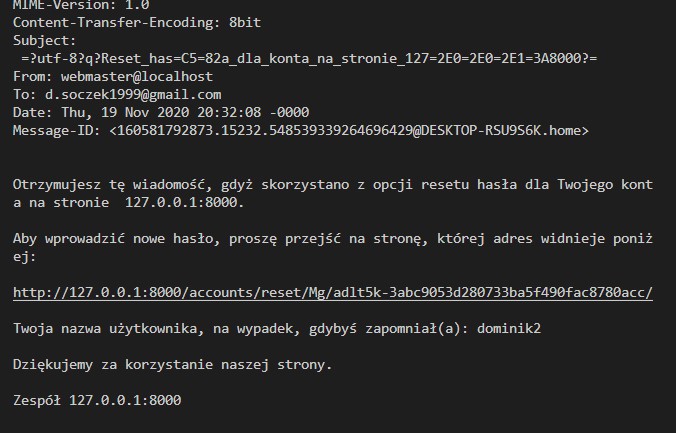 MIME-Version: 1.0
Content-Transfer-Encoding: 8bit
Subject:
=?utf-8?q?Reset_has=C5=82a_dla_konta_na_stronie_127=2E0=2E0=2E1=3A8000?=
From: webmaster@localhost
To: d.soczek1999@gmail.com
Date: Thu, 19 Nov 2020 20:32:08 -0000
Message-ID: <160581792873.15232.548539339264696429@DESKTOP-RSU9S6K.home>
Otrzymujesz tę wiadomość, gdyż skorzystano z opcji resetu hasła dla Twojego kont
a na stronie  127.0.0.1:8000.
Aby wprowadzić nowe hasło, proszę przejść na stronę, której adres widnieje poniż
ej:
http://127.0.0.1:8000/accounts/reset/Mg/adlt5k-3abc9053d280733ba5f490fac8780acc/
Twoja nazwa użytkownika, na wypadek, gdybyś zapomniał(a): dominik2
Dziękujemy za korzystanie naszej strony.
Zespół 127.0.0.1:8000